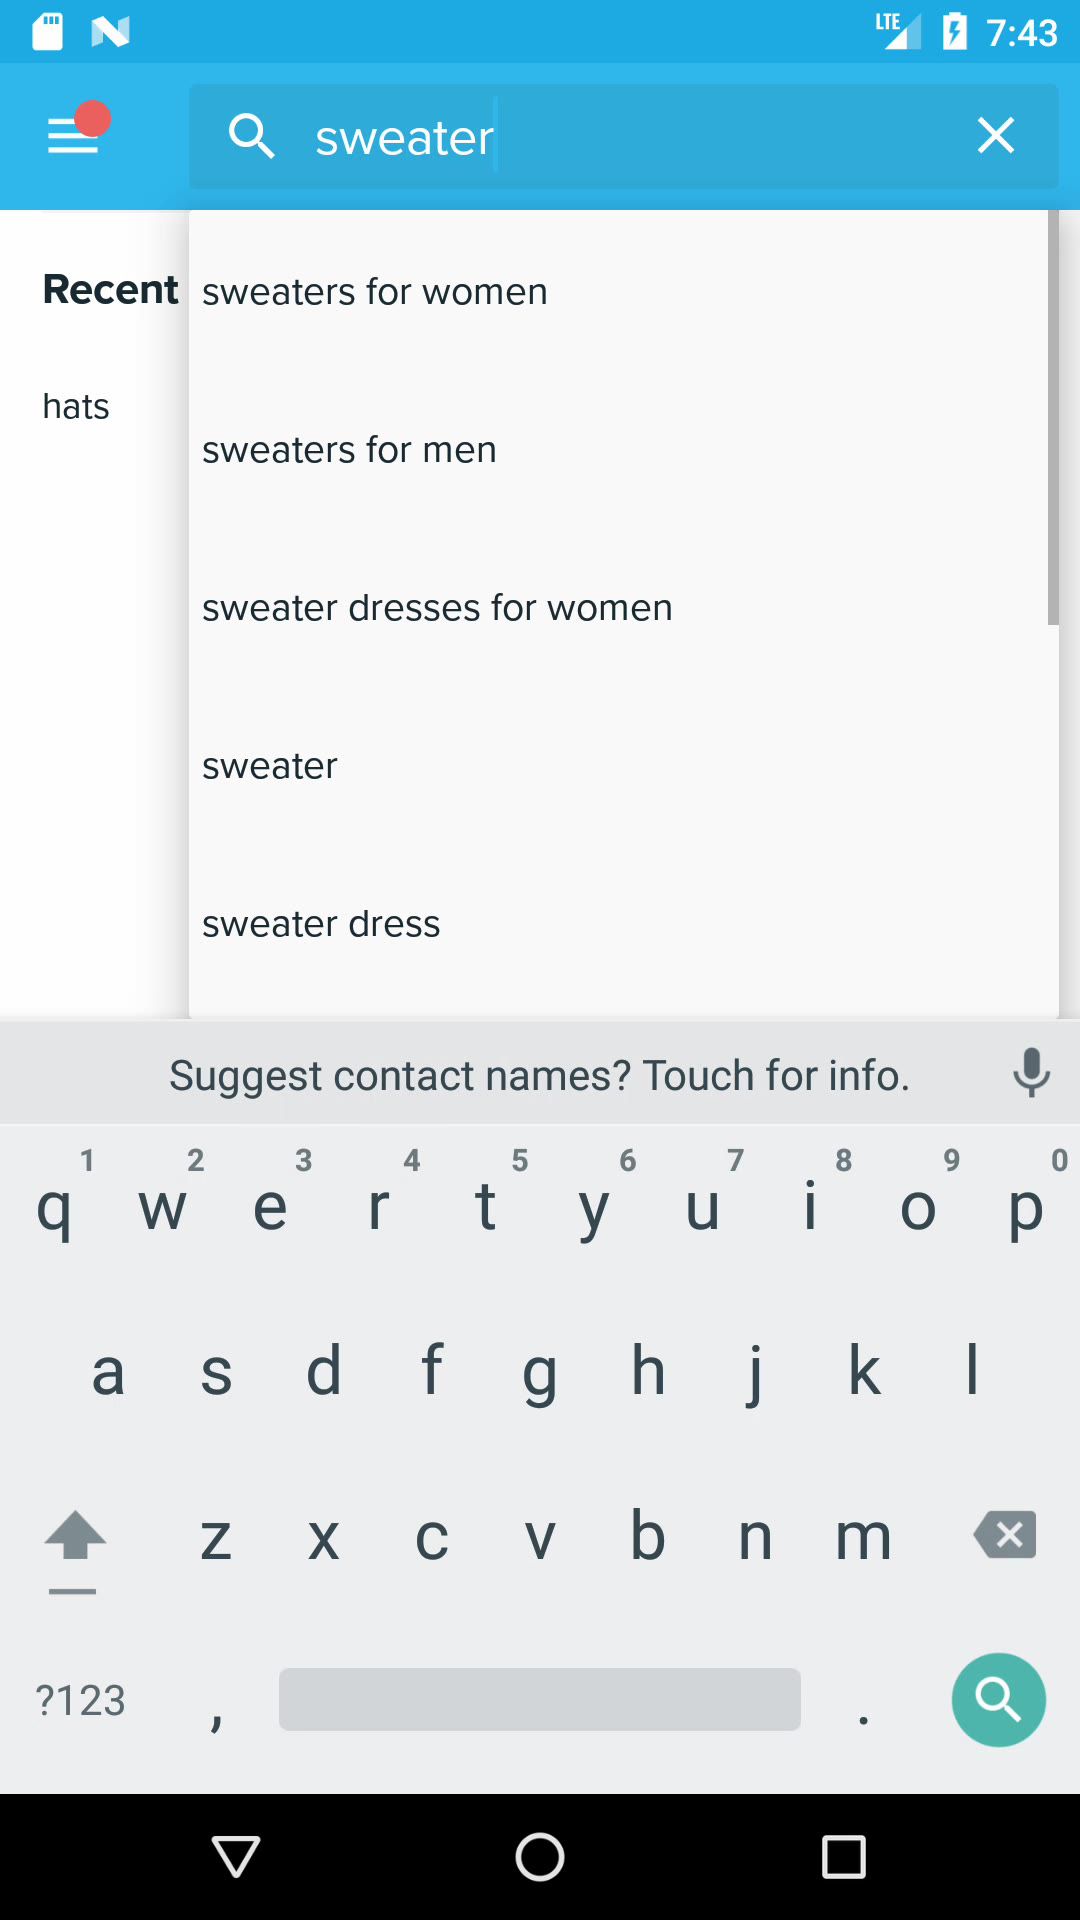 LTE 7:43
sweater
Recent
hats
sweaters for women
sweaters for men
sweater dresses for women
sweater
sweater dress
Suggest contact names? Touch for info.
1 2 3 4 5 6 7 8 9 0
q w e r t y u i o p
a s d f g h j k l
z x c v b n m
?123 , .